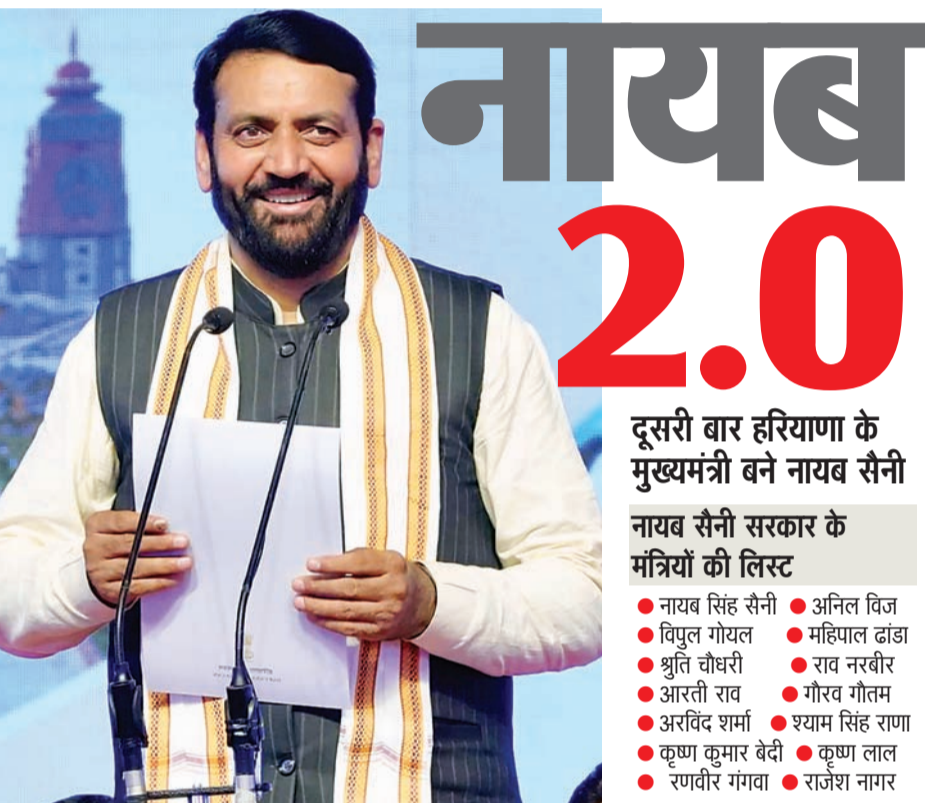 नायब
2.0
दूसरी बार हरियाणा के
मुख्यमंत्री बने नायब सैनी
नायब सैनी सरकार के
मंत्रियों की लिस्ट
● नायब सिंह सैनी ● अनिल विज
● विपुल गोयल ● महिपाल ढांडा
● श्रुति चौधरी ● राव नरबीर
● आरती राव ● गौरव गौतम
● अरविंद शर्मा ● श्याम सिंह राणा
● कृष्ण कुमार बेदी ● कृष्ण लाल
● रणवीर गंगवा ● राजेश नागर